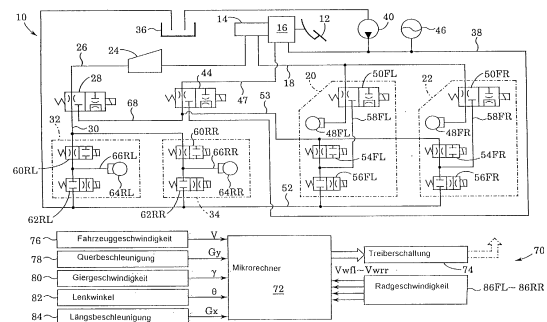 10
36
40
46
38
14
16
12
26
24
28
44
18
20
50FL
22
50FR
47
53
68
58FL
58FR
32
30
60RR
48FL
48FR
66RL
66RR
54FL
54FR
60RL
64RL
64RR
52
56FL
56FR
62RL
62RR
34
76
Fahrzeuggeschwindigkeit
V
78
Querbeschleunigung
Gy
80
Giergeschwindigkeit
γ
82
Lenkwinkel
θ
84
Längsbeschleunigung
Gx
Mikrorechner
72
Treiberschaltung
74
70
Vwfl~Vwrr
Radgeschwindigkeit
86FL~86RR